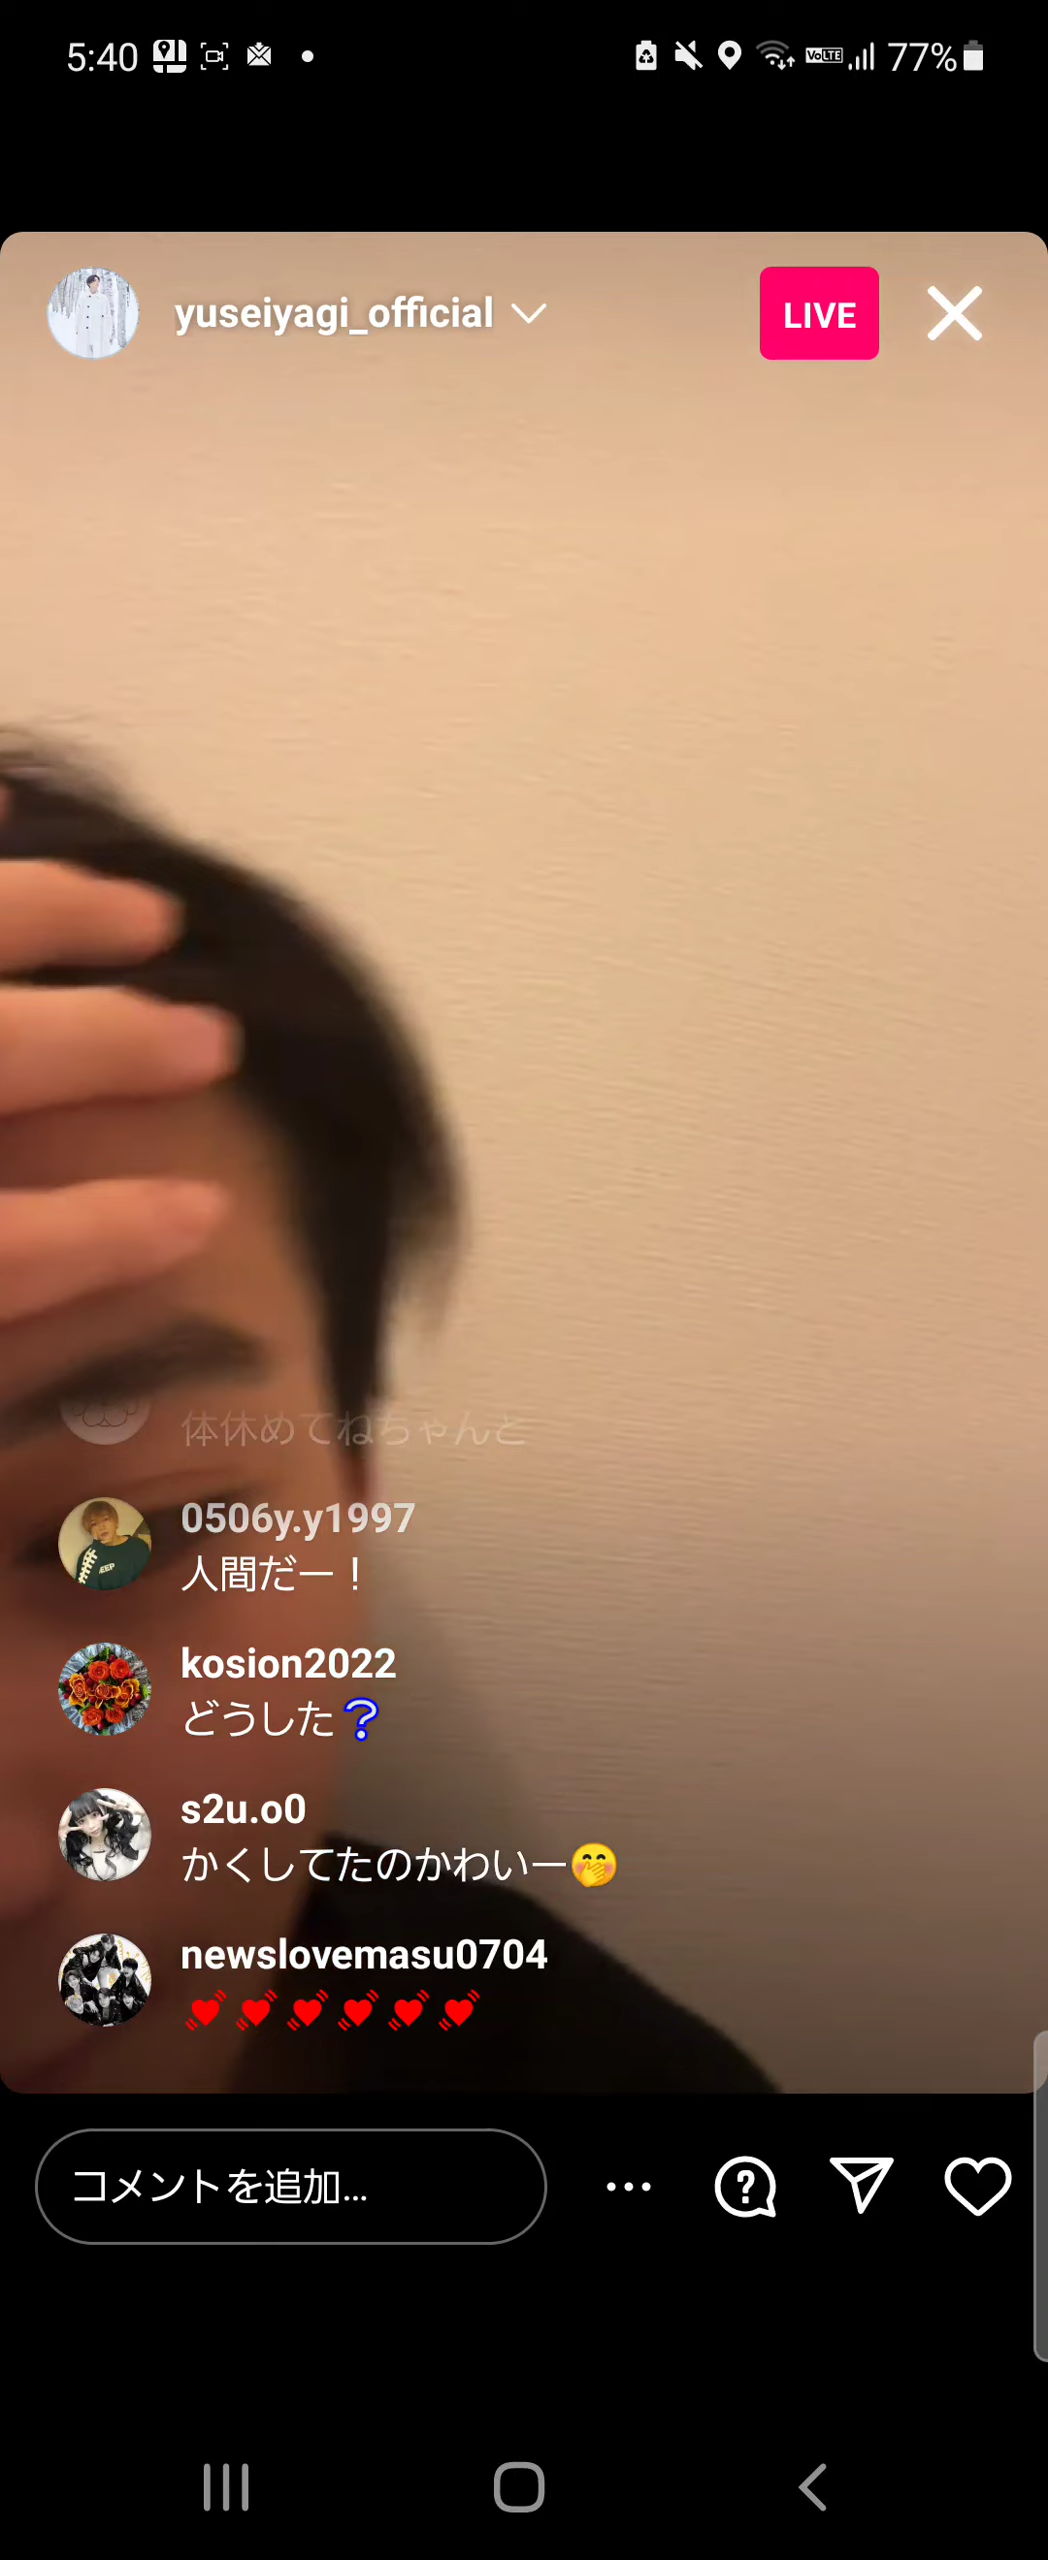 5:40
VoLTE 77%
yuseiyagi_official
LIVE
体休めてねちゃんと
0506y.y1997
人間だー！
kosion2022
どうした?
s2u.o0
かくしてたのかわいー🤭
newslovemasu0704
💓💓💓💓💓💓
コメントを追加...